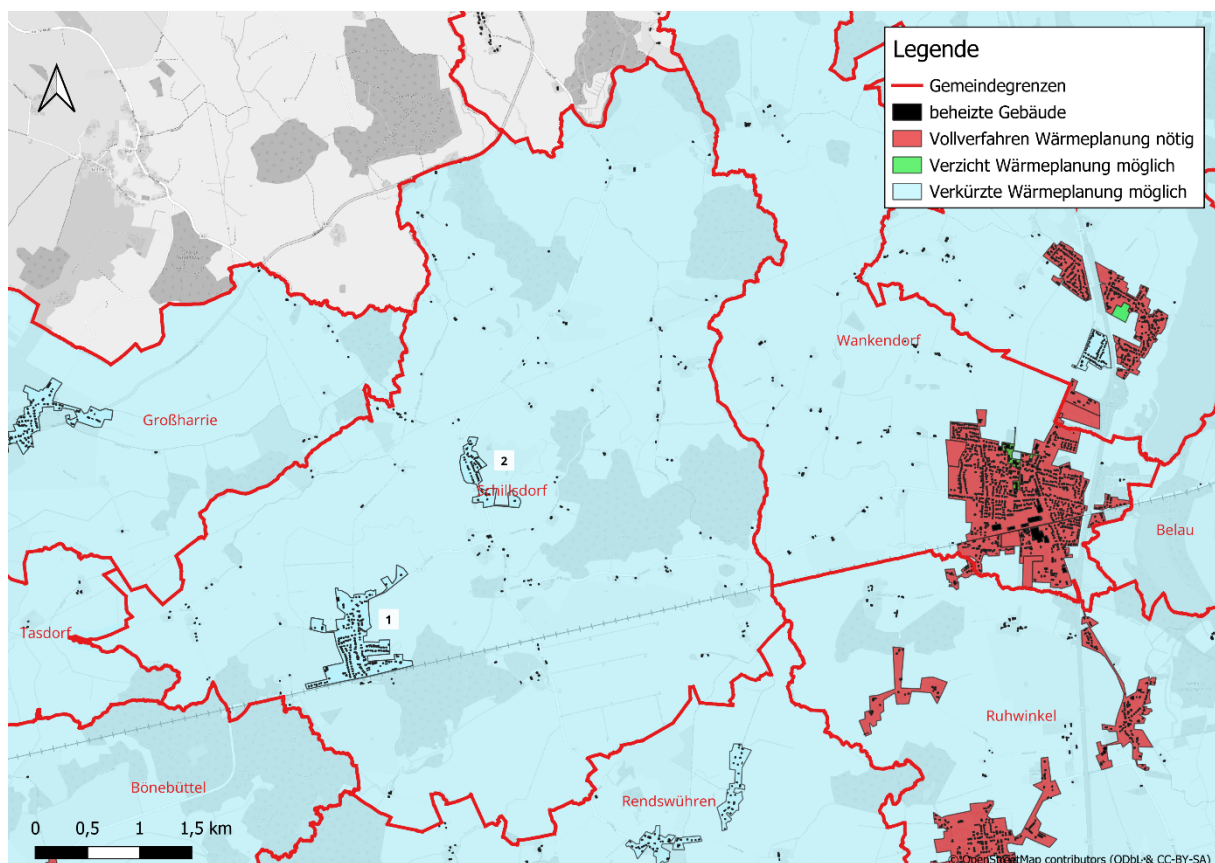 Legende
Gemeindegrenzen
beheizte Gebäude
Vollverfahren Wärmeplanung nötig
Verzicht Wärmeplanung möglich
Verkürzte Wärmeplanung möglich
Wankendorf
Großharrie
2
Schillsdorf
Belau
1
Tasdorf
Ruhwinkel
Bönebüttel
Rendswühren
0 0,5 1 1,5 km
© OpenStreetMap contributors (ODbL & CC-BY-SA)